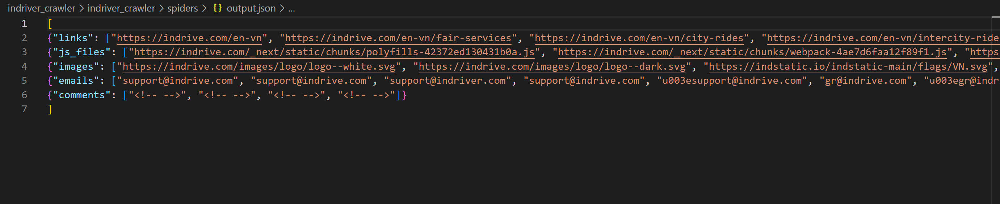 indriver_crawler > indriver_crawler > spiders > {} output.json > ...
1 [
2 {"links": ["https://indrive.com/en-vn", "https://indrive.com/en-vn/fair-services", "https://indrive.com/en-vn/city-rides", "https://indrive.com/en-vn/intercity-ride
3 {"js_files": ["https://indrive.com/_next/static/chunks/polyfills-42372ed130431b0a.js", "https://indrive.com/_next/static/chunks/webpack-4ae7d6faa12f89f1.js", "https
4 {"images": ["https://indrive.com/images/logo/logo--white.svg", "https://indrive.com/images/logo/logo--dark.svg", "https://indstatic.io/indstatic-main/flags/VN.svg",
5 {"emails": ["support@indrive.com", "support@indrive.com", "support@indriver.com", "support@indrive.com", "u003esupport@indrive.com", "gr@indrive.com", "u003egr@indr
6 {"comments": ["<!-- -->", "<!-- -->", "<!-- -->", "<!-- -->"]}
7 ]